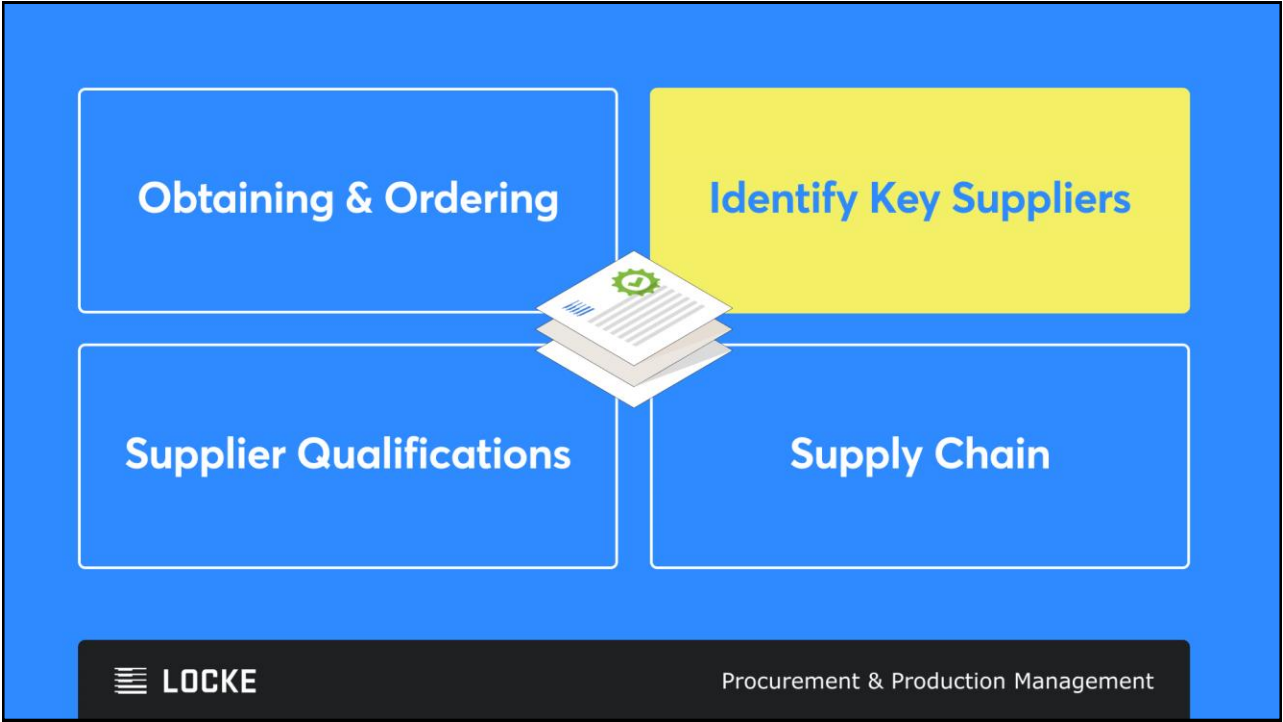 Obtaining & Ordering
Identify Key Suppliers
Supplier Qualifications
Supply Chain
LOCKE
Procurement & Production Management